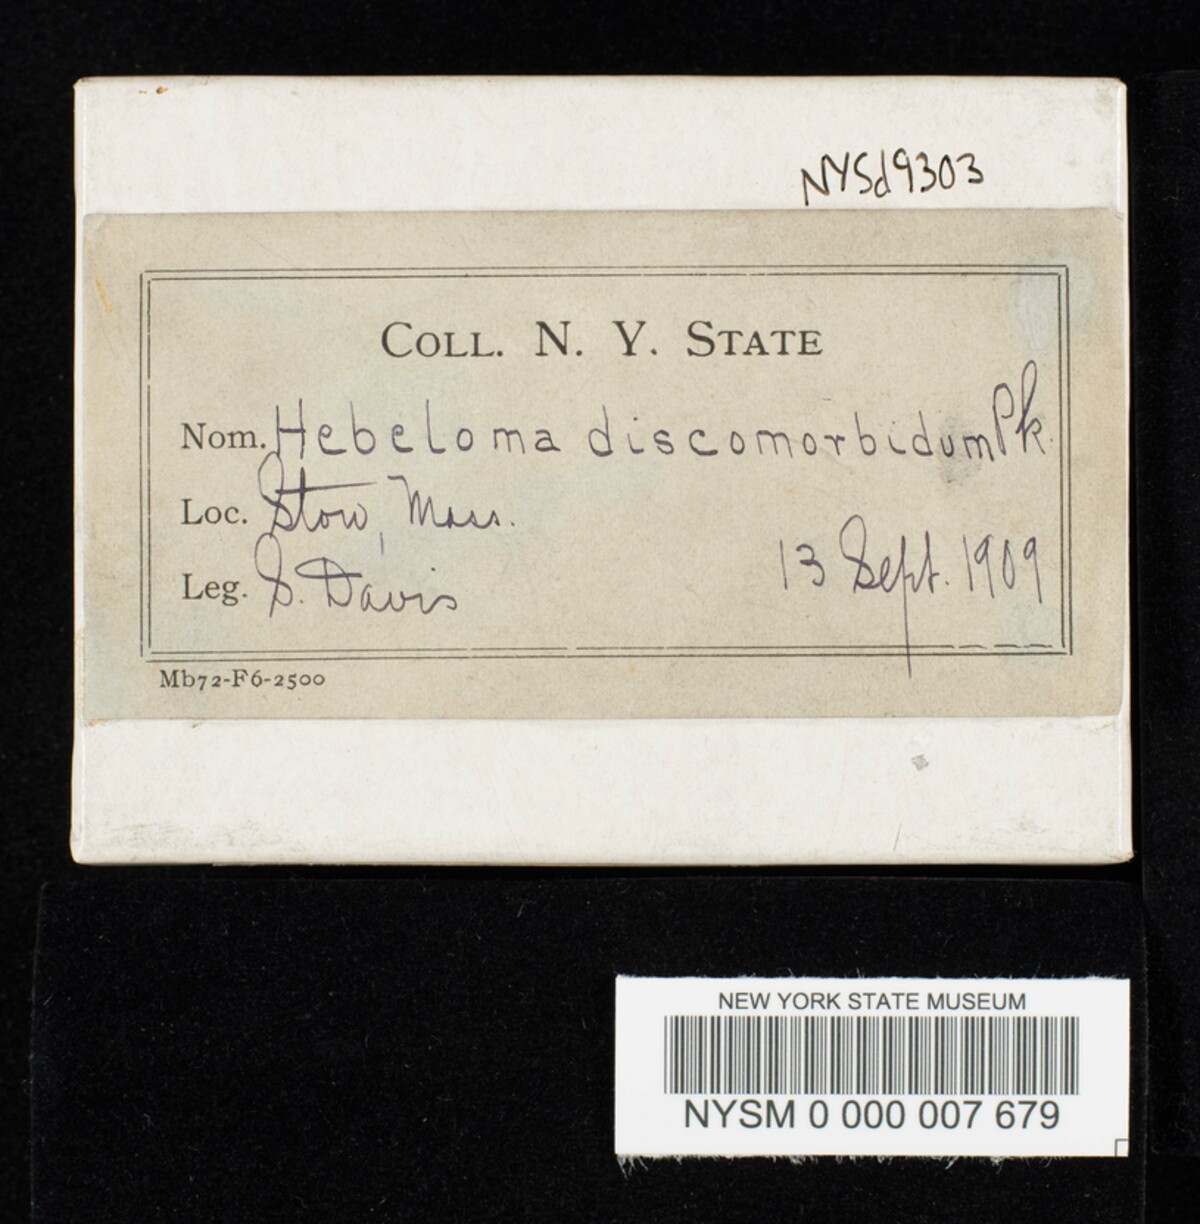 NYSd9303
COLL. N. Y. STATE
Nom. Hebeloma discomorbidum Pk.
Loc. Stow, Mass.
Leg. S. Davis 13 Sept. 1909
Mb72-F6-2500
NEW YORK STATE MUSEUM
NYSM 0 000 007 679